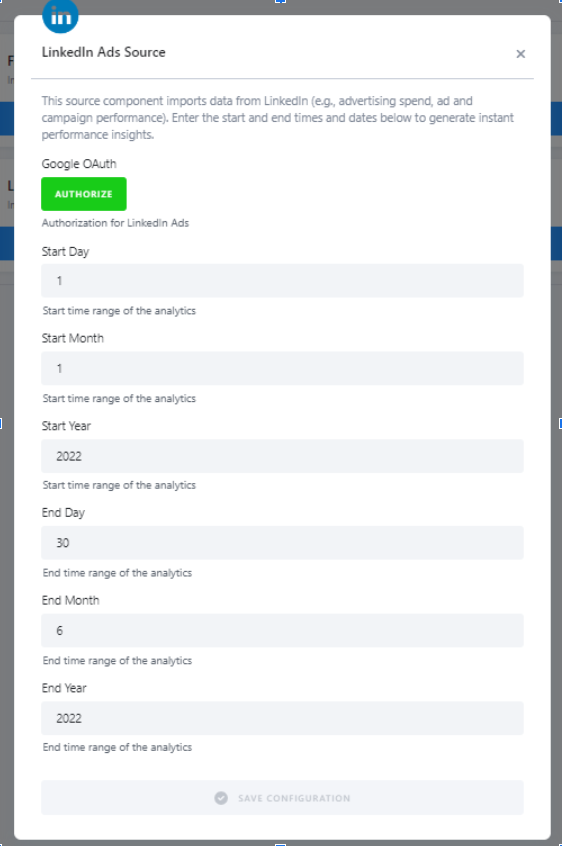 in
LinkedIn Ads Source
×
This source component imports data from LinkedIn (e.g., advertising spend, ad and
campaign performance). Enter the start and end times and dates below to generate instant
performance insights.
Google OAuth
AUTHORIZE
Authorization for LinkedIn Ads
Start Day
1
Start time range of the analytics
Start Month
1
Start time range of the analytics
Start Year
2022
Start time range of the analytics
End Day
30
End time range of the analytics
End Month
6
End time range of the analytics
End Year
2022
End time range of the analytics
SAVE CONFIGURATION